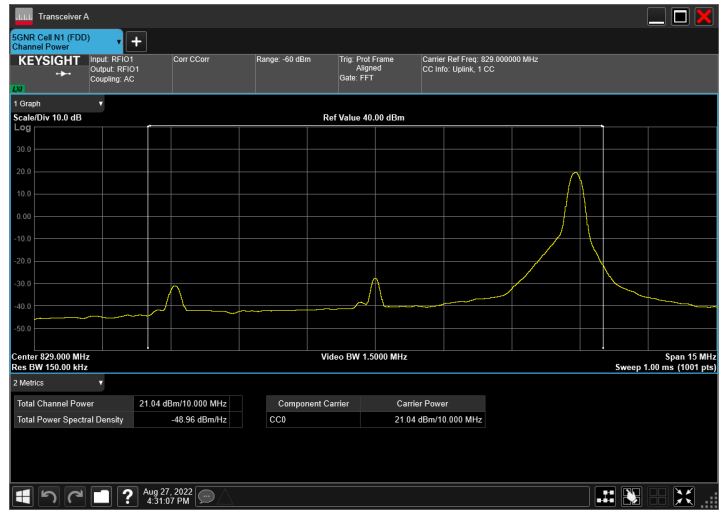 Transceiver A
5GNR Cell N1 (FDD)
Channel Power
KEYSIGHT
Input: RFIO1
Output: RFIO1
Coupling: AC
Corr CCorr
Range: -60 dBm
Trig: Prot Frame
Aligned
Gate: FFT
Carrier Ref Freq: 829.000000 MHz
CC Info: Uplink, 1 CC
LXI
1 Graph
Scale/Div 10.0 dB
Ref Value 40.00 dBm
Log
30.0
20.0
10.0
0.00
-10.0
-20.0
-30.0
-40.0
-50.0
Center 829.000 MHz
Video BW 1.5000 MHz
Span 15 MHz
Res BW 150.00 kHz
Sweep 1.00 ms (1001 pts)
2 Metrics
Total Channel Power 21.04 dBm/10.000 MHz
Total Power Spectral Density -48.96 dBm/Hz
Component Carrier Carrier Power
CC0 21.04 dBm/10.000 MHz
?
Aug 27, 2022
4:31:07 PM